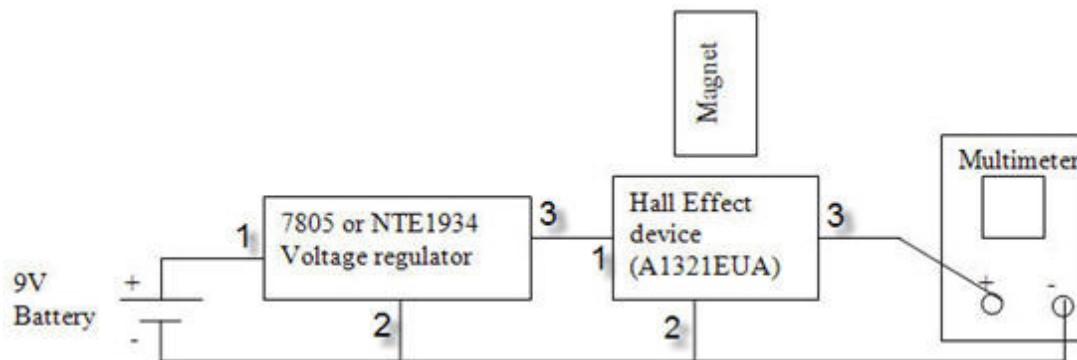 Magnet
Multimeter
7805 or NTE1934
Voltage regulator
Hall Effect
device
(A1321EUA)
1
3
1
3
2
2
9V
Battery
+
-
+
-